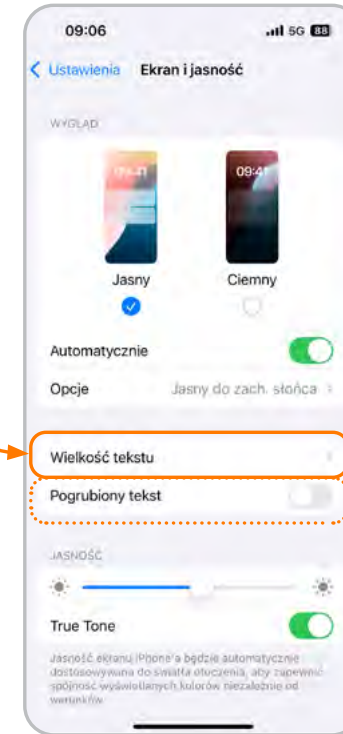 09:06 5G 88
Ustawienia Ekran i jasność
WYGLĄD
09:41 09:41
Jasny Ciemny
Automatycznie
Opcje Jasny do zach. słońca
Wielkość tekstu
Pogrubiony tekst
JASNOŚĆ
True Tone
Jasność ekranu iPhone'a będzie automatycznie
dostosowywana do światła otoczenia, aby zapewnić
spójność wyświetlanych kolorów niezależnie od
warunków.